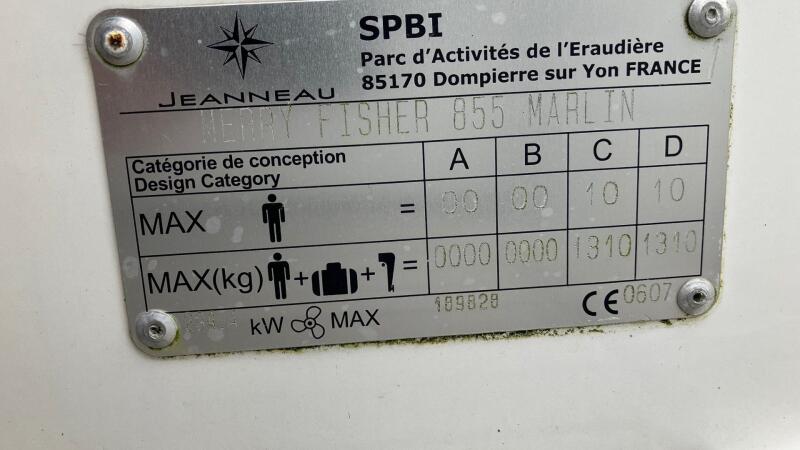 JEANNEAU
SPBI
Parc d'Activités de l'Eraudière
85170 Dompierre sur Yon FRANCE
MERRY FISHER 855 MARLIN
Catégorie de conception
Design Category
A B C D
MAX = 00 00 10 10
MAX(kg) + + = 0000 0000 1310 1310
kW MAX
189828
CE 0607